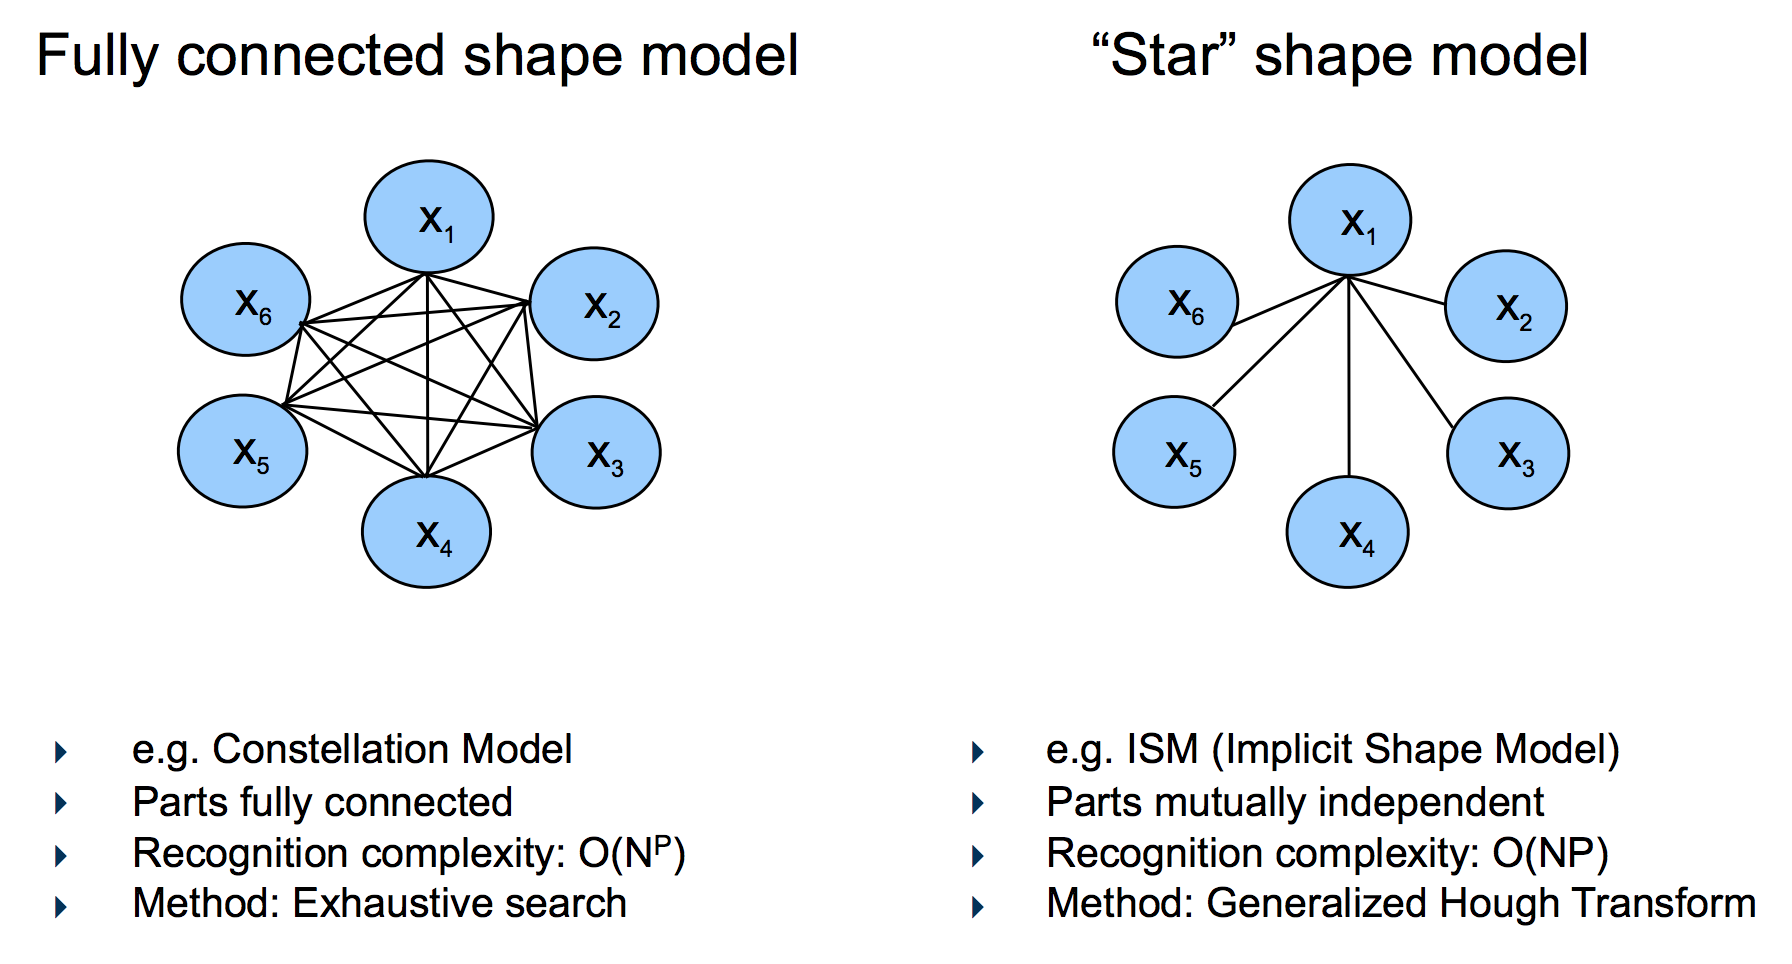 Fully connected shape model
x1
x2
x3
x4
x5
x6
e.g. Constellation Model
Parts fully connected
Recognition complexity: O(N^P)
Method: Exhaustive search
“Star” shape model
x1
x2
x3
x4
x5
x6
e.g. ISM (Implicit Shape Model)
Parts mutually independent
Recognition complexity: O(NP)
Method: Generalized Hough Transform